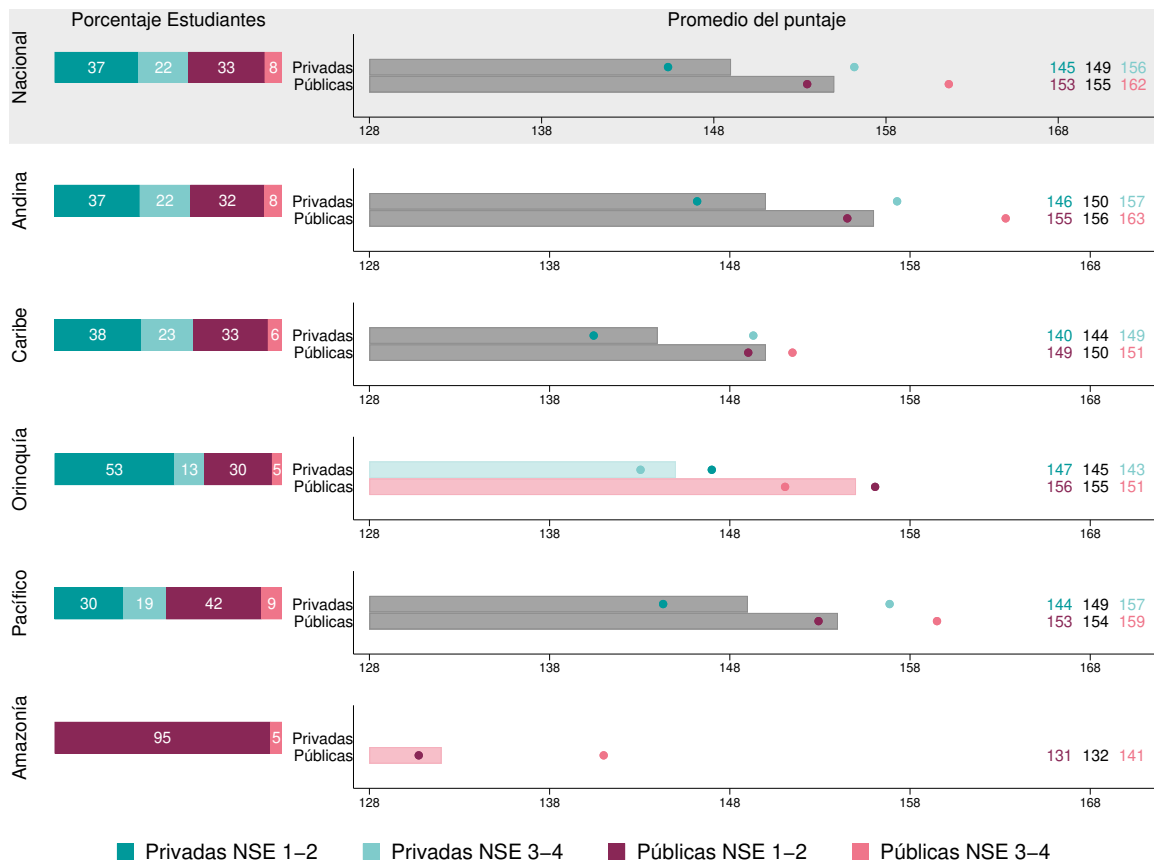 Porcentaje Estudiantes Promedio del puntaje
Nacional
37 22 33 8
Privadas 145 149 156
Públicas 153 155 162
128 138 148 158 168
Andina
37 22 32 8
Privadas 146 150 157
Públicas 155 156 163
128 138 148 158 168
Caribe
38 23 33 6
Privadas 140 144 149
Públicas 149 150 151
128 138 148 158 168
Orinoquía
53 13 30 5
Privadas 147 145 143
Públicas 156 155 151
128 138 148 158 168
Pacífico
30 19 42 9
Privadas 144 149 157
Públicas 153 154 159
128 138 148 158 168
Amazonía
95 5
Privadas
Públicas 131 132 141
128 138 148 158 168
Privadas NSE 1−2 Privadas NSE 3−4 Públicas NSE 1−2 Públicas NSE 3−4